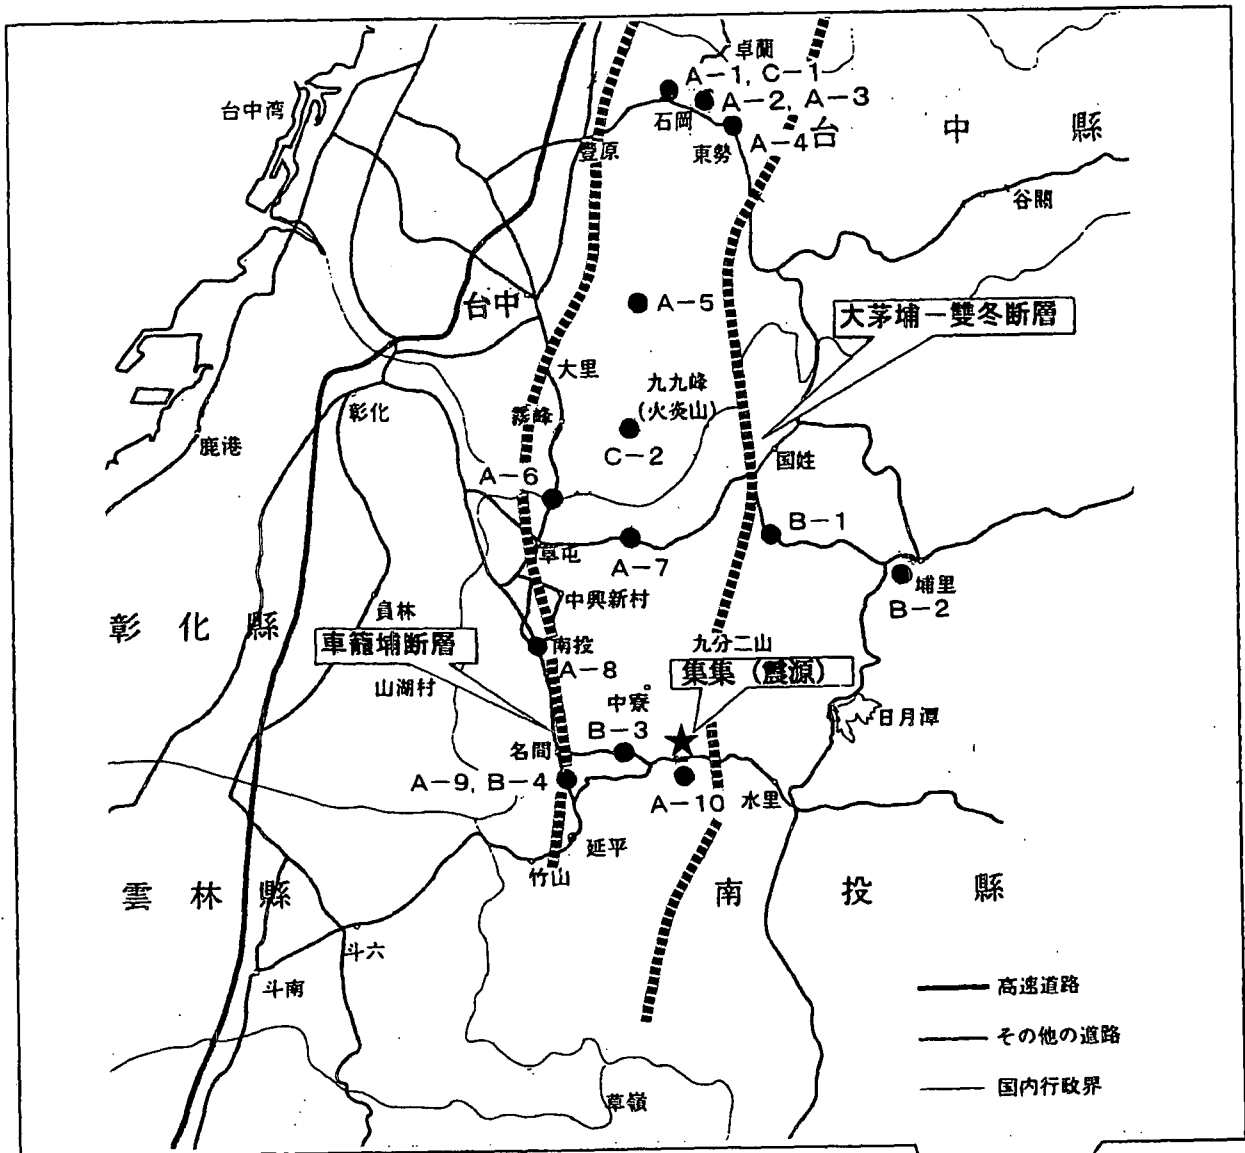 卓蘭
A-1, C-1
台中湾
A-2, A-3
石岡
豊原
東勢
A-4
台中縣
谷關
台中
A-5
大茅埔-雙冬断層
大里
九九峰
(火炎山)
彰化
霧峰
鹿港
C-2
国姓
A-6
B-1
草屯
A-7
埔里
B-2
中興新村
員林
彰化縣
車籠埔断層
南投
九分二山
A-8
集集(震源)
山湖村
中寮
日月潭
B-3
名間
A-9, B-4
A-10
水里
延平
竹山
雲林縣
南投縣
斗六
斗南
高速道路
その他の道路
国内行政界
草嶺